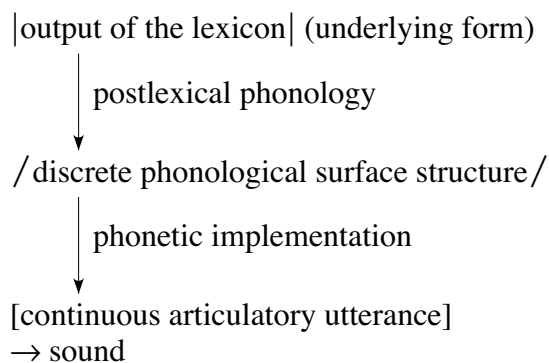 |output of the lexicon| (underlying form)
postlexical phonology
/discrete phonological surface structure/
phonetic implementation
[continuous articulatory utterance]
→ sound